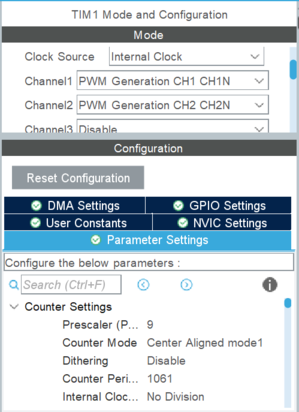 TIM1 Mode and Configuration
Mode
Clock Source Internal Clock
Channel1 PWM Generation CH1 CH1N
Channel2 PWM Generation CH2 CH2N
Channel3 Disable
Configuration
Reset Configuration
DMA Settings GPIO Settings
User Constants NVIC Settings
Parameter Settings
Configure the below parameters :
Search (Ctrl+F)
Counter Settings
Prescaler (P... 9
Counter Mode Center Aligned mode1
Dithering Disable
Counter Peri... 1061
Internal Cloc... No Division